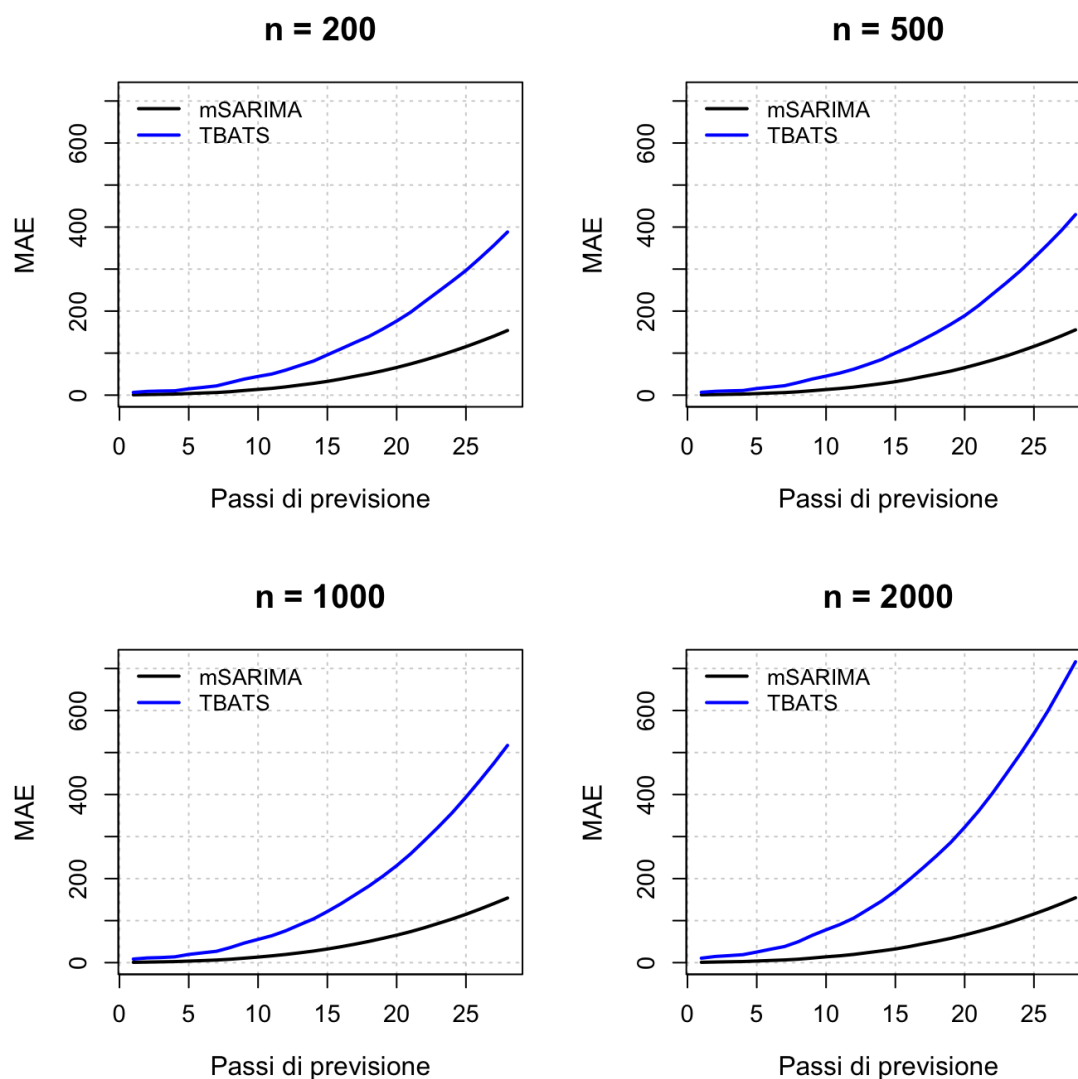 n = 200
mSARIMA
TBATS
MAE
0
200
400
600
0 5 10 15 20 25
Passi di previsione
n = 500
mSARIMA
TBATS
MAE
0
200
400
600
0 5 10 15 20 25
Passi di previsione
n = 1000
mSARIMA
TBATS
MAE
0
200
400
600
0 5 10 15 20 25
Passi di previsione
n = 2000
mSARIMA
TBATS
MAE
0
200
400
600
0 5 10 15 20 25
Passi di previsione